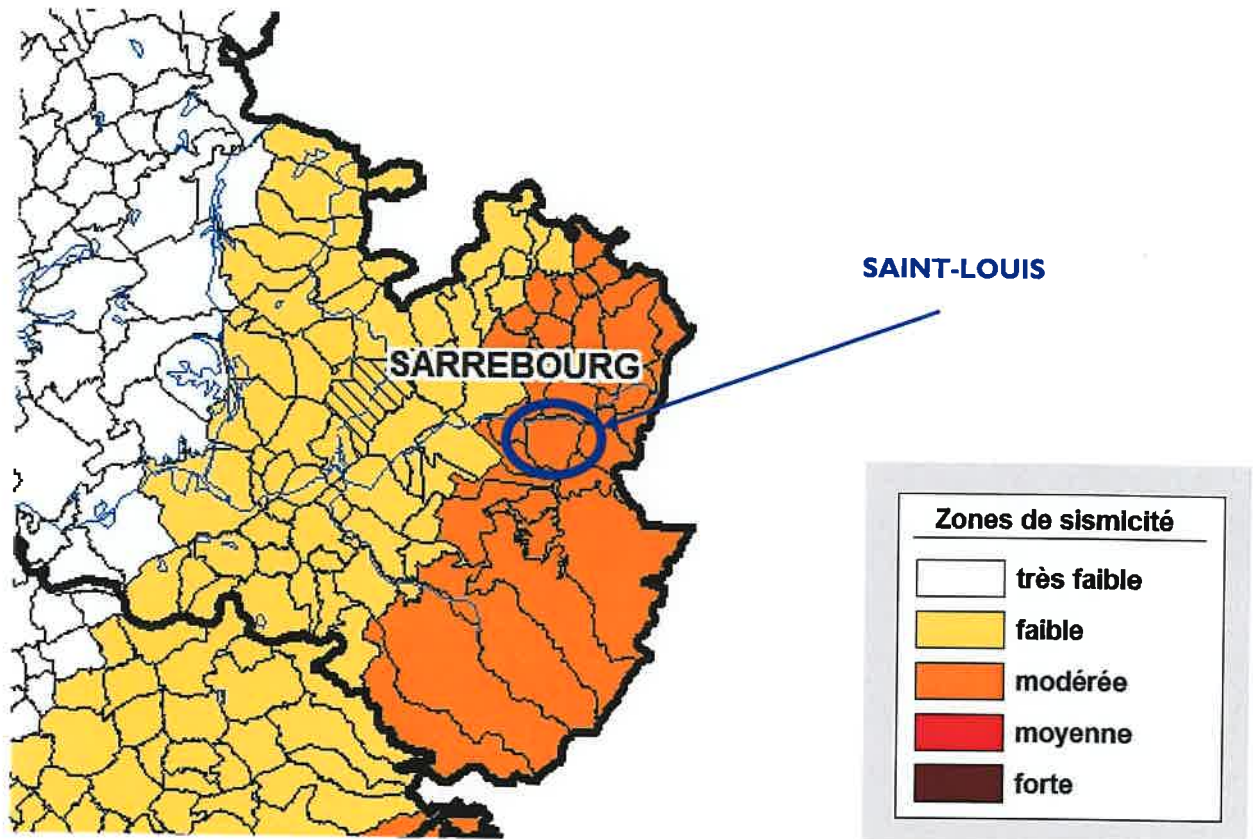 SAINT-LOUIS
SARREBOURG
Zones de sismicité
très faible
faible
modérée
moyenne
forte